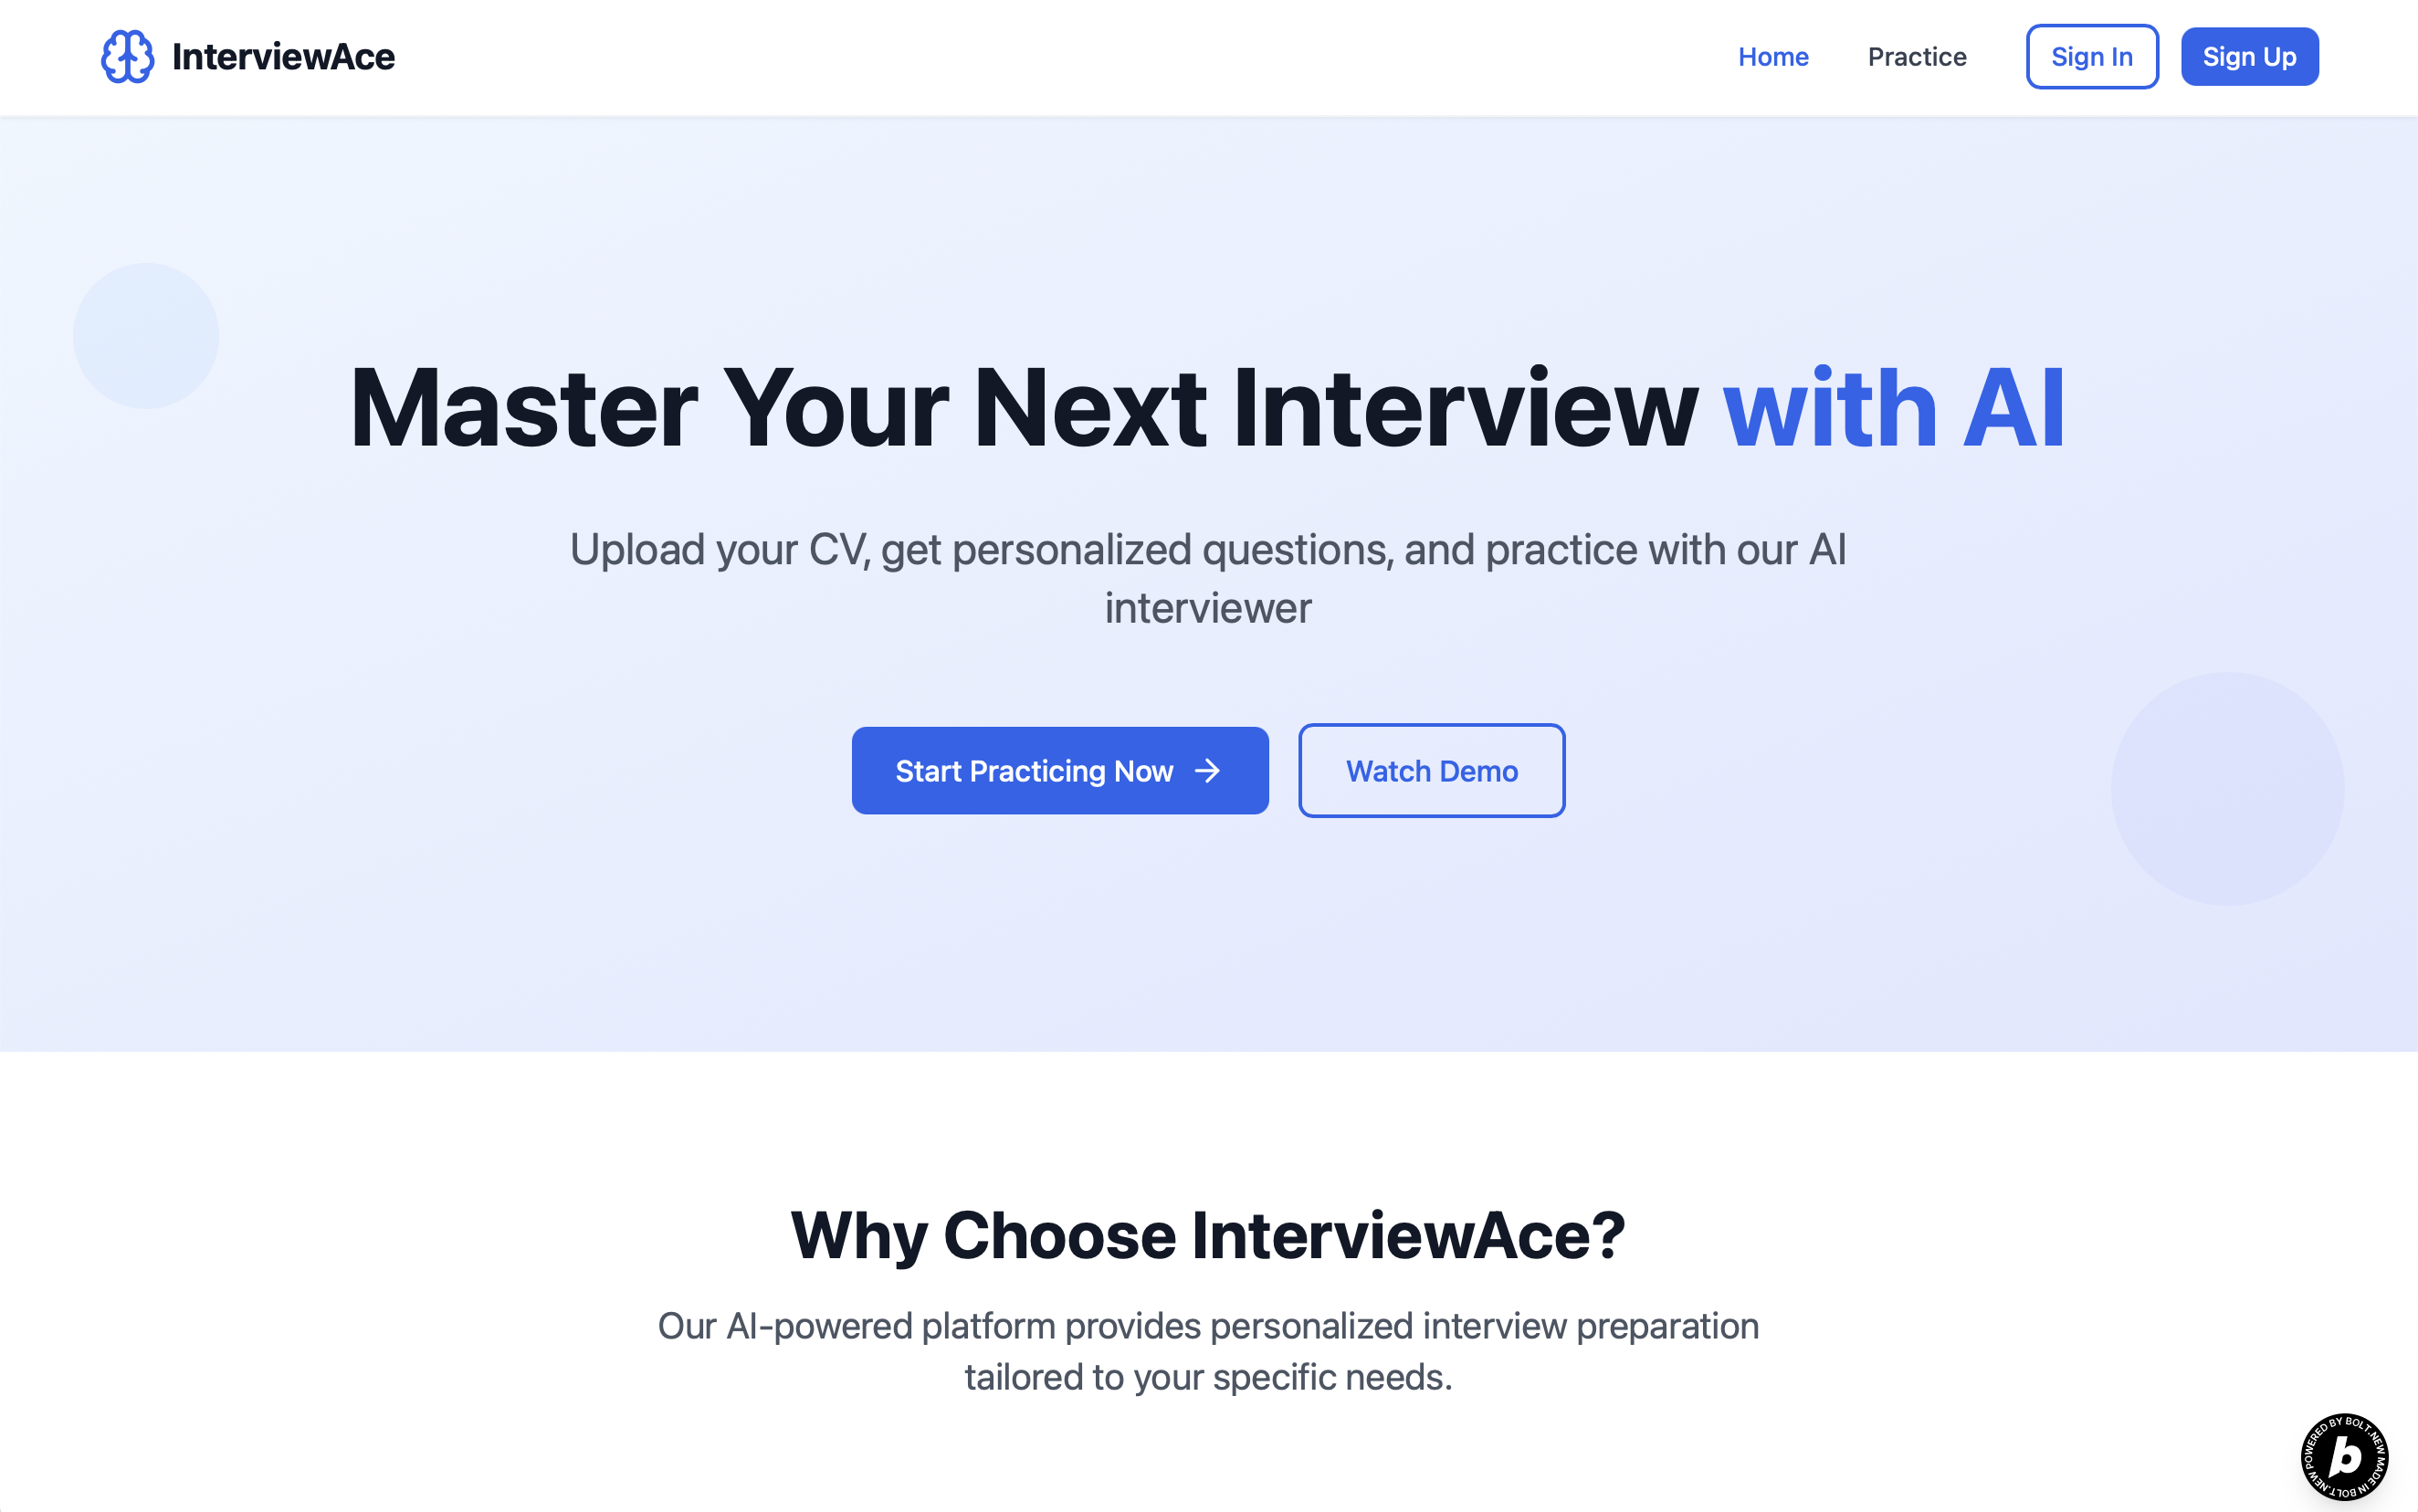 InterviewAce
Home
Practice
Sign In
Sign Up
Master Your Next Interview with AI
Upload your CV, get personalized questions, and practice with our AI
interviewer
Start Practicing Now
Watch Demo
Why Choose InterviewAce?
Our AI-powered platform provides personalized interview preparation
tailored to your specific needs.
POWERED BY BOLT.NEW MADE IN BOLT.NEW
b